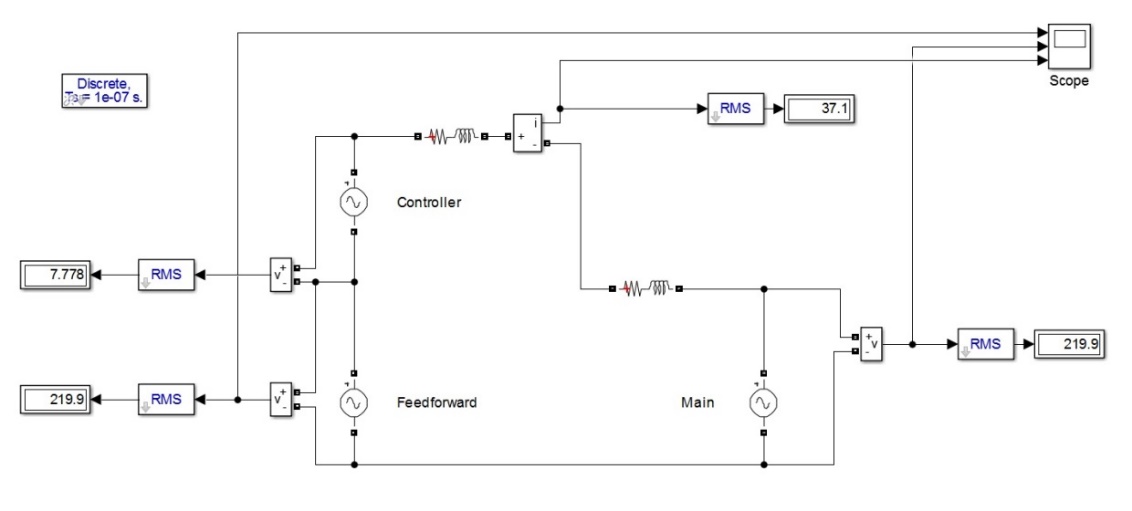 Scope
Discrete,
Ts = 1e-07 s.
RMS
37.1
i
+
-
Controller
7.778
RMS
v
+
-
+
v
-
RMS
219.9
219.9
RMS
v
+
-
Feedforward
Main